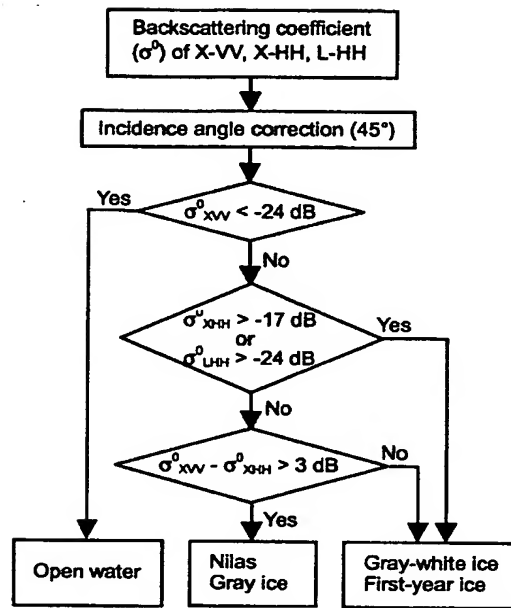 Backscattering coefficient
(σ⁰) of X-VV, X-HH, L-HH
Incidence angle correction (45°)
Yes
σ⁰XVV < -24 dB
No
σ⁰XHH > -17 dB
or
σ⁰LHH > -24 dB
Yes
No
σ⁰XVV - σ⁰XHH > 3 dB
No
Yes
Open water
Nilas
Gray ice
Gray-white ice
First-year ice